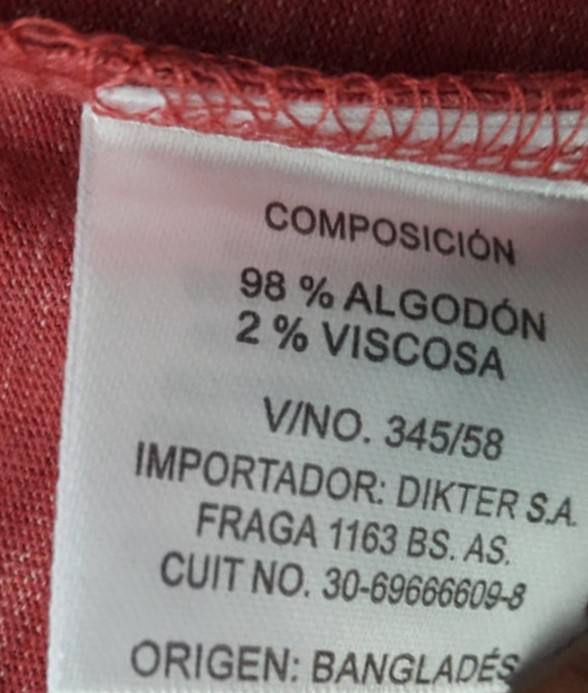 COMPOSICIÓN
98 % ALGODÓN
2 % VISCOSA
V/NO. 345/58
IMPORTADOR: DIKTER S.A.
FRAGA 1163 BS. AS.
CUIT NO. 30-69666609-8
ORIGEN: BANGLADÉS